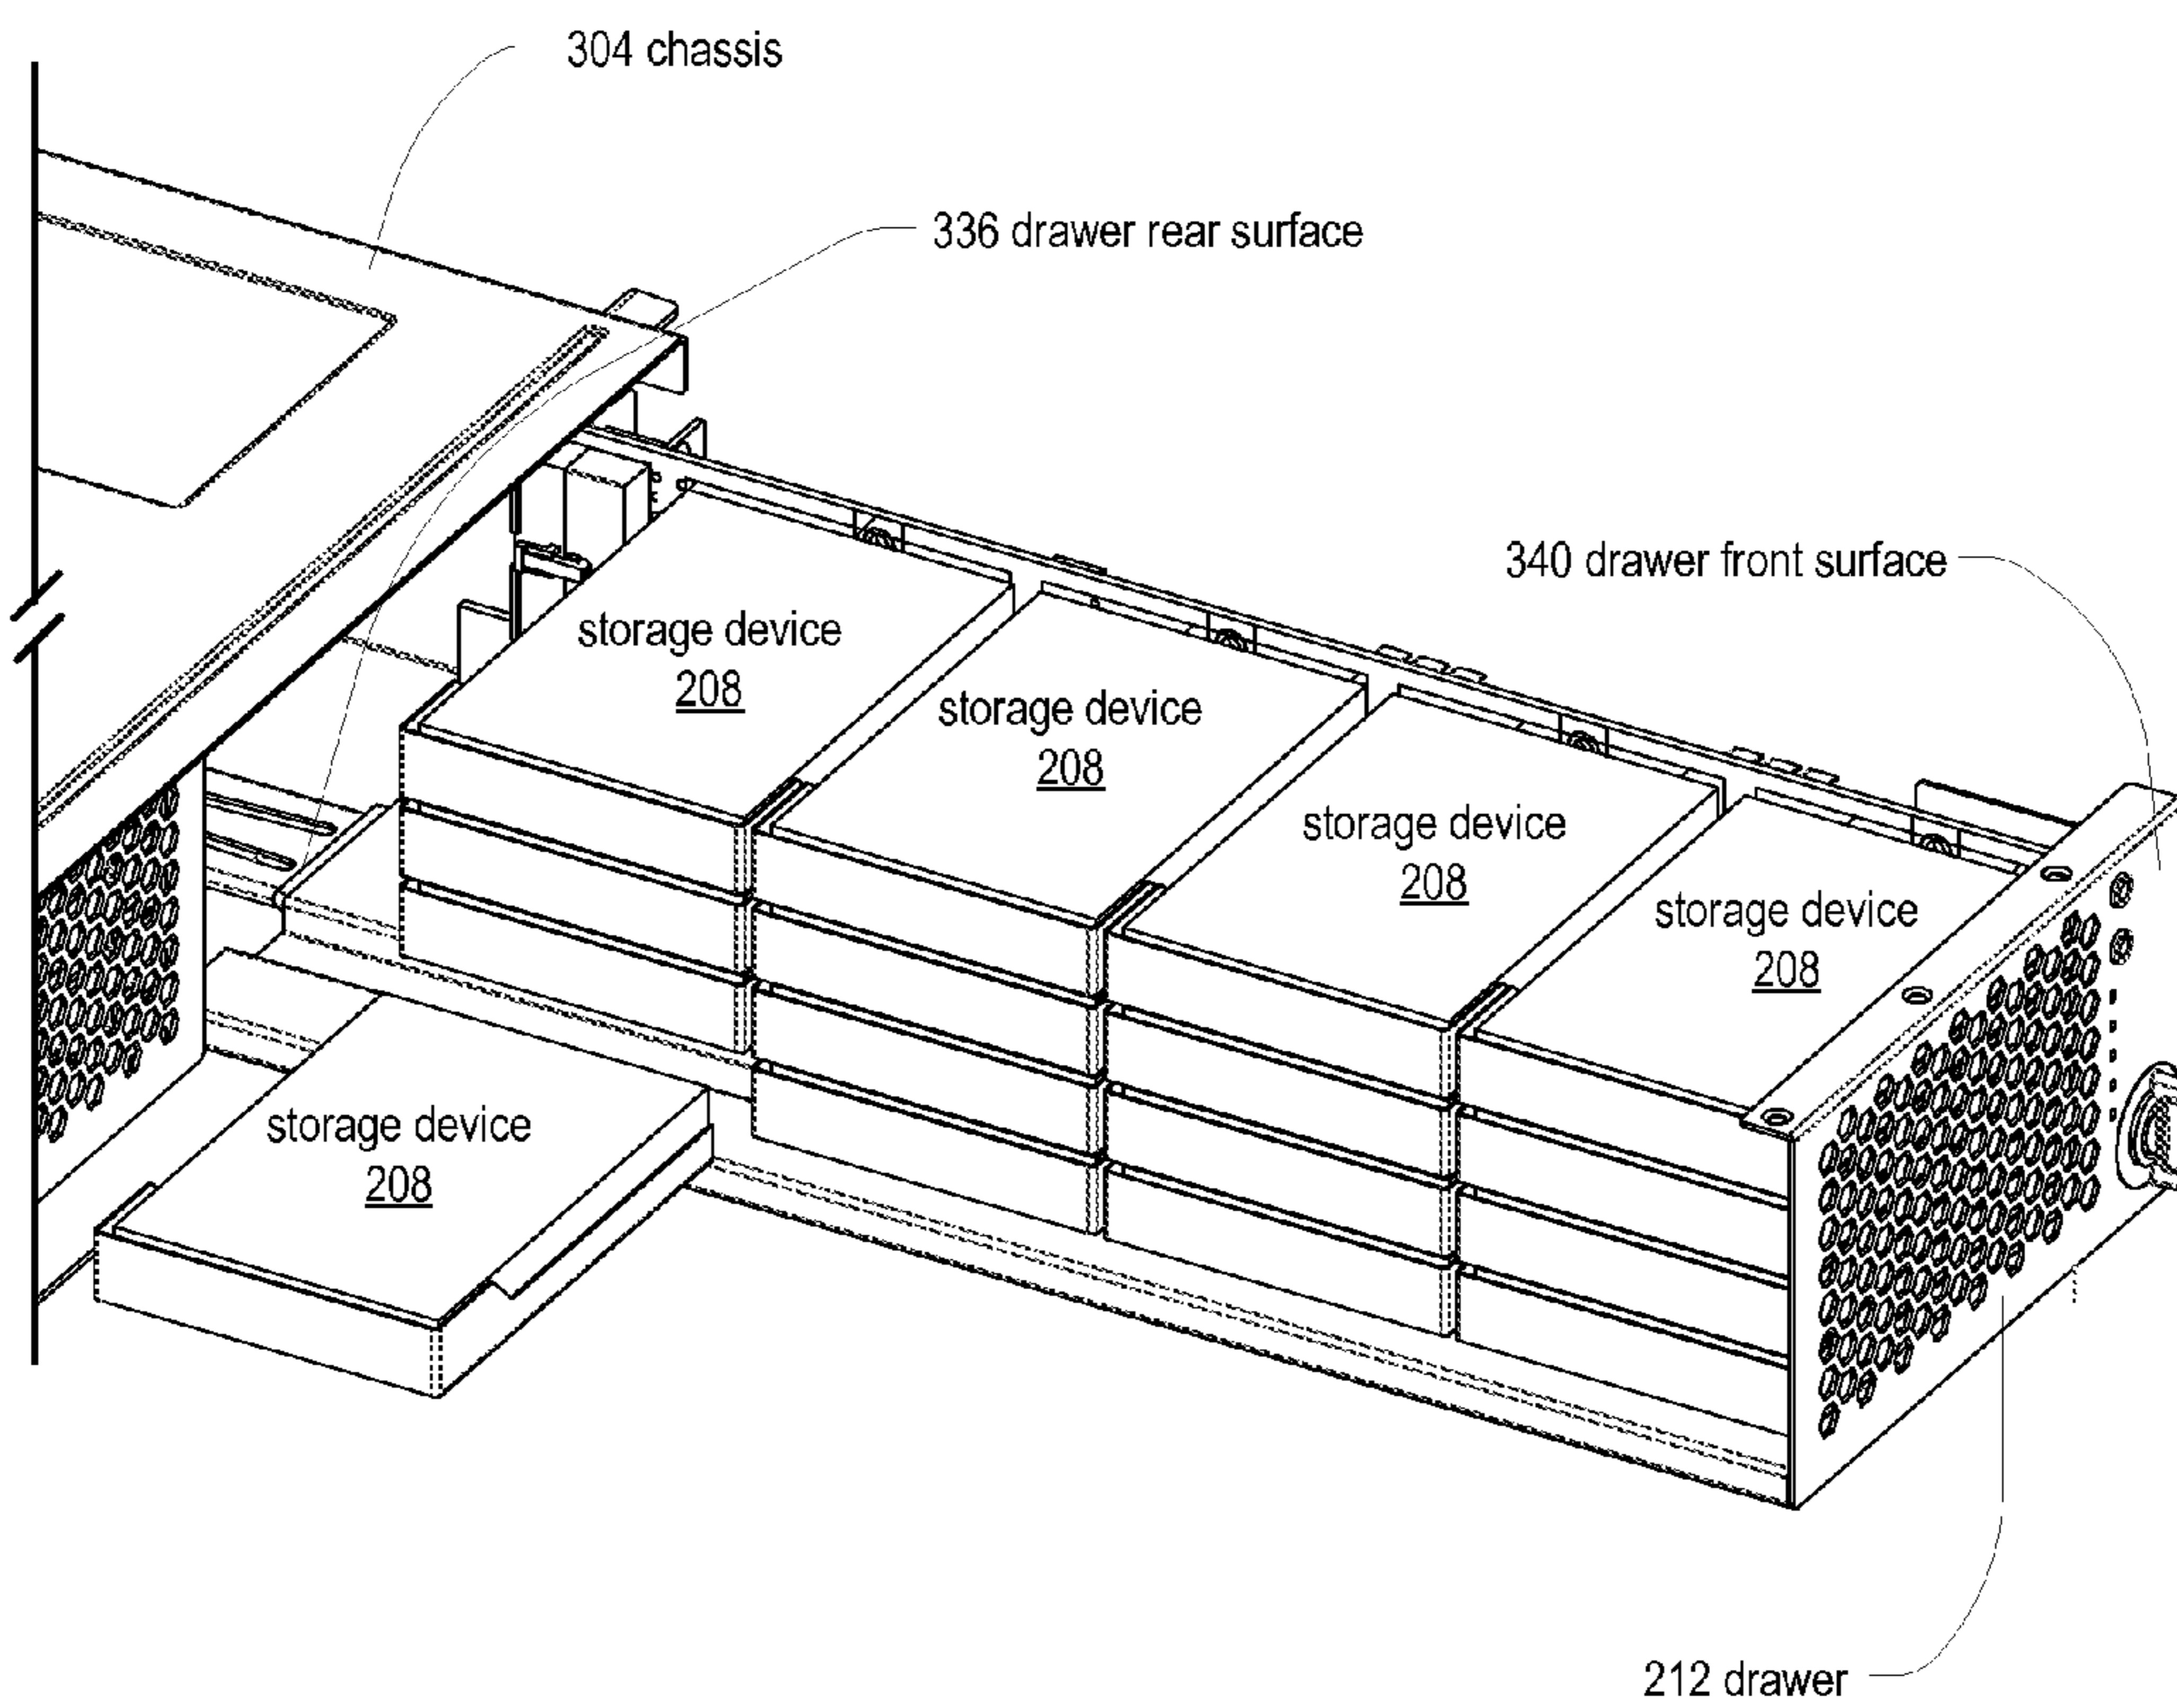 304 chassis
336 drawer rear surface
340 drawer front surface
storage device
208
storage device
208
storage device
208
storage device
208
storage device
208
212 drawer